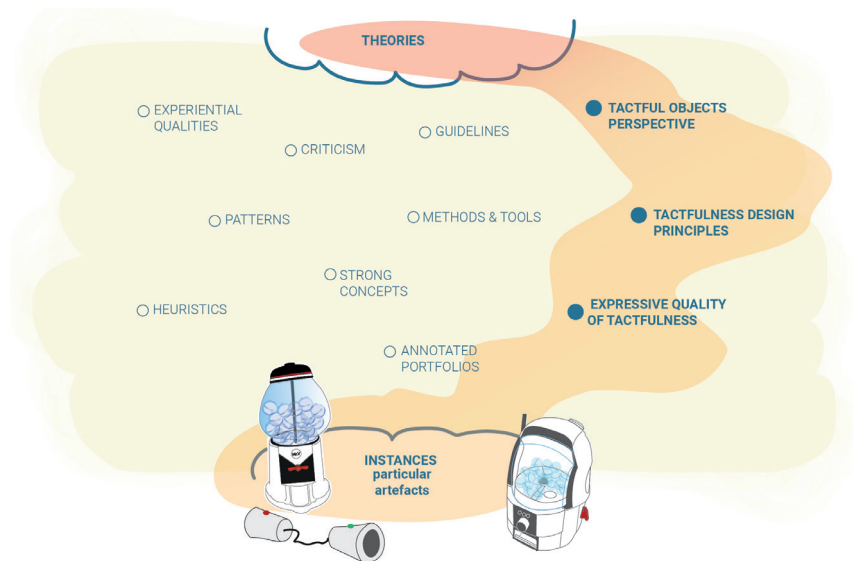 THEORIES
EXPERIENTIAL
QUALITIES
CRITICISM
GUIDELINES
TACTFUL OBJECTS
PERSPECTIVE
PATTERNS
METHODS & TOOLS
TACTFULNESS DESIGN
PRINCIPLES
STRONG
CONCEPTS
HEURISTICS
EXPRESSIVE QUALITY
OF TACTFULNESS
ANNOTATED
PORTFOLIOS
INSTANCES
particular
artefacts